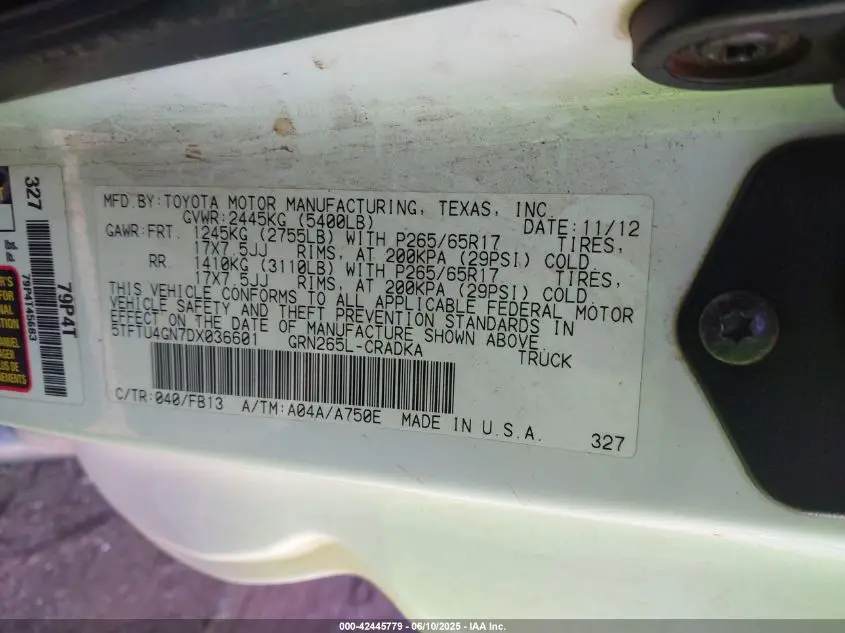 MFD.BY:TOYOTA MOTOR MANUFACTURING, TEXAS, INC
GVWR:2445KG (5400LB) DATE:11/12
GAWR:FRT. 1245KG (2755LB) WITH P265/65R17 TIRES,
17X7.5JJ RIMS, AT 200KPA (29PSI) COLD
RR. 1410KG (3110LB) WITH P265/65R17 TIRES,
17X7.5JJ RIMS, AT 200KPA (29PSI) COLD
THIS VEHICLE CONFORMS TO ALL APPLICABLE FEDERAL MOTOR
VEHICLE SAFETY AND THEFT PREVENTION STANDARDS IN
EFFECT ON THE DATE OF MANUFACTURE SHOWN ABOVE.
5TFTU4GN7DX036601 GRN265L-CRADKA TRUCK
C/TR:040/FB13 A/TM:A04A/A750E MADE IN U.S.A.
327
327
79P4T
lbs.
lb.
000-42445779 - 06/10/2025 - IAA Inc.